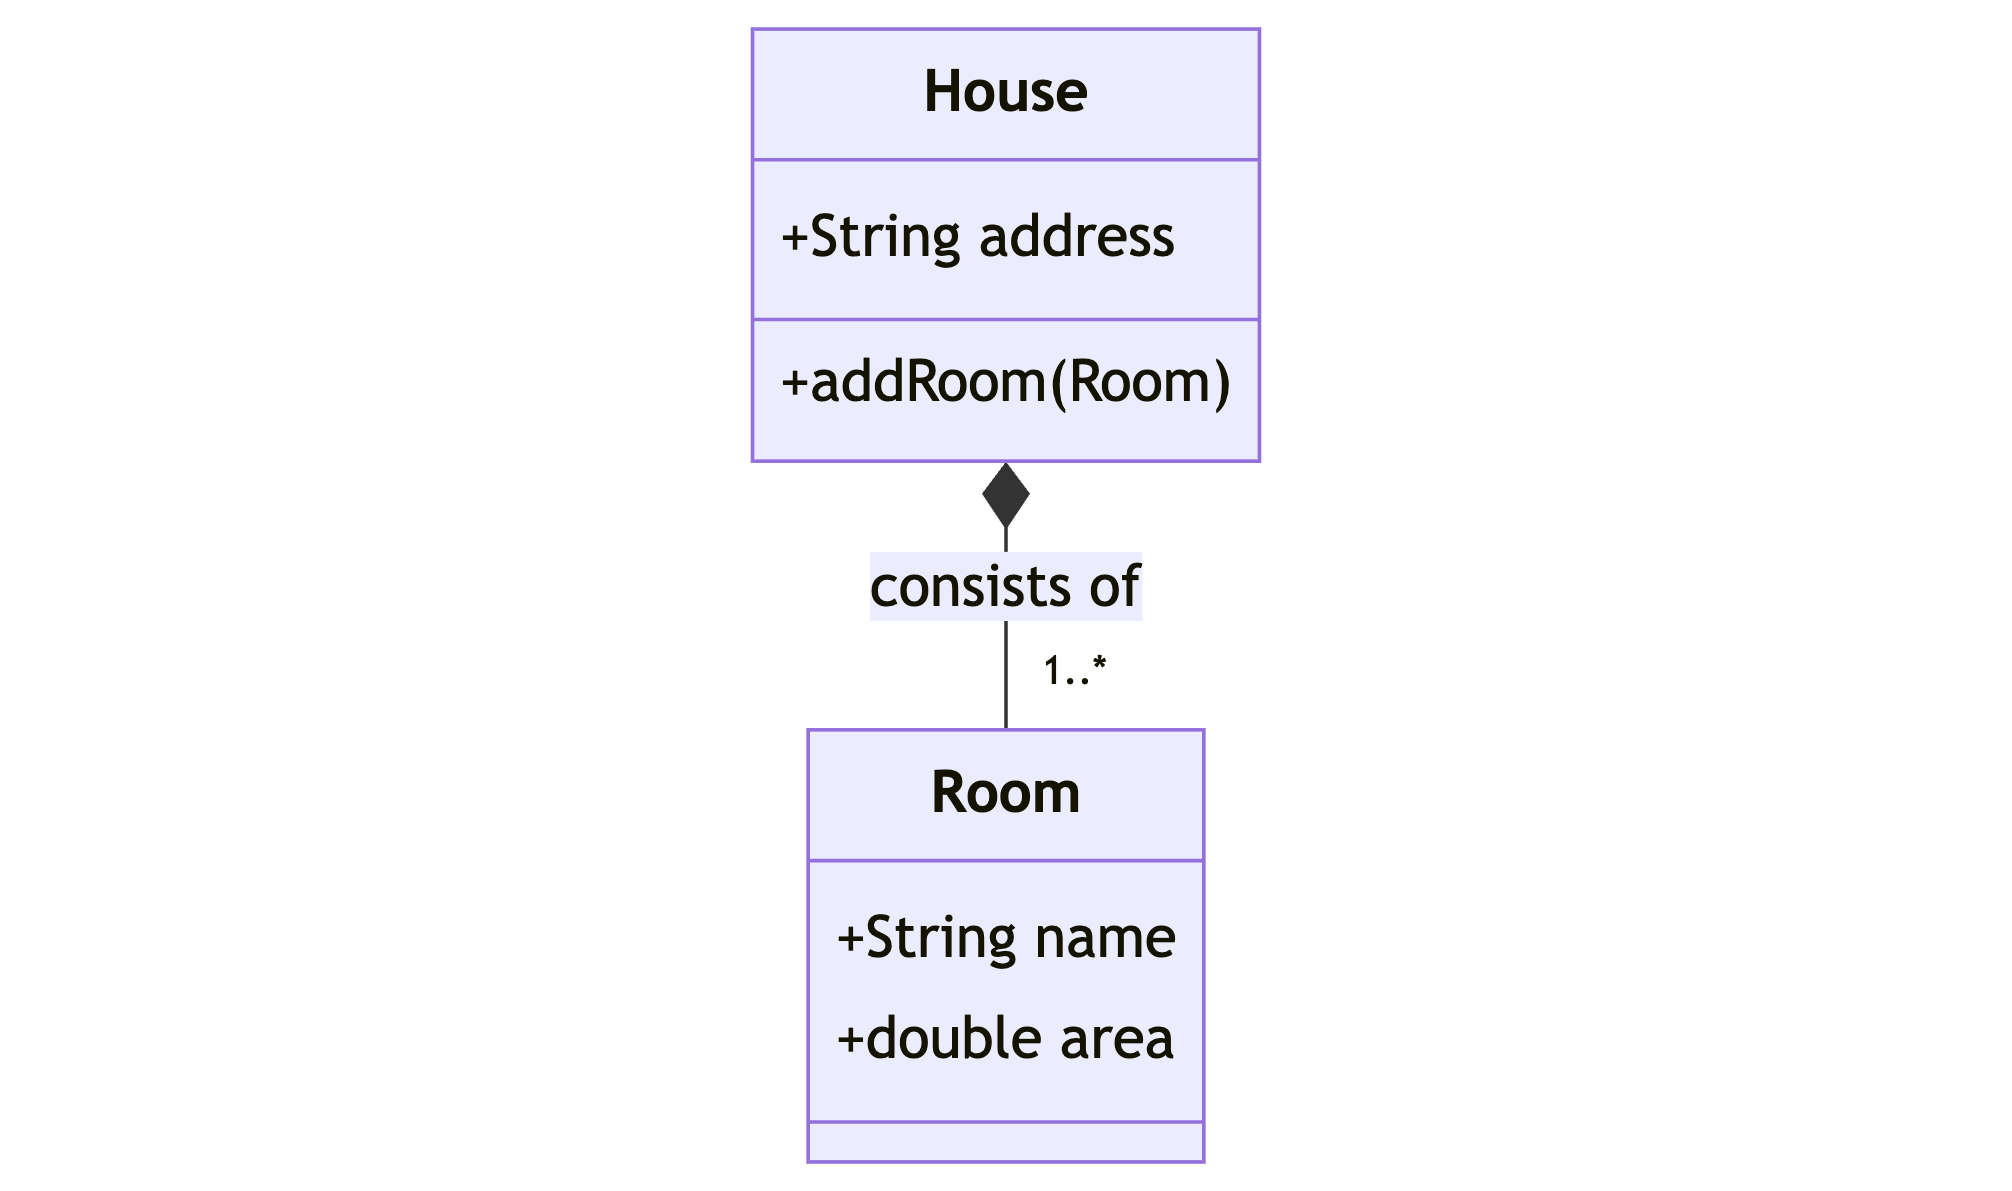 House
+String address
+addRoom(Room)
consists of
1..*
Room
+String name
+double area